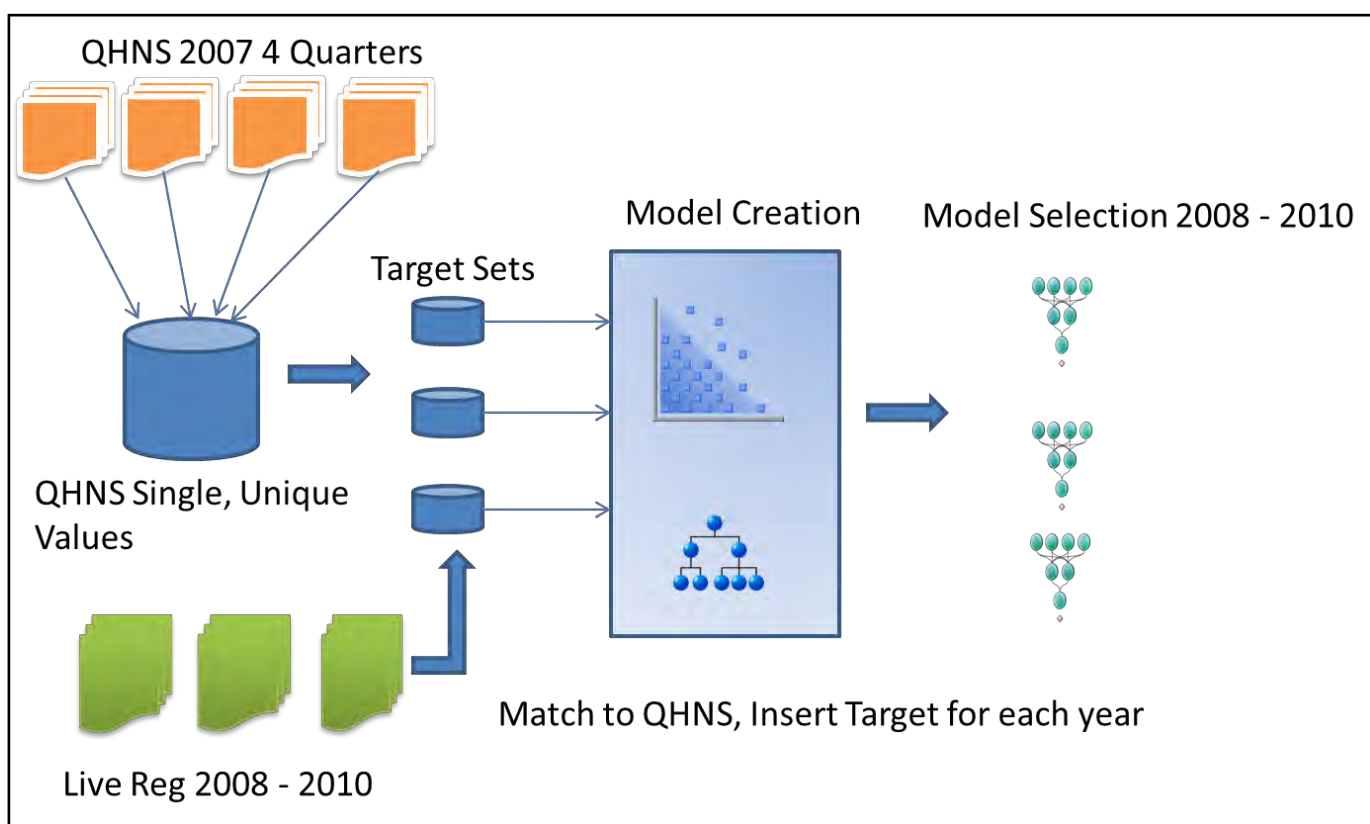 QHNS 2007 4 Quarters
Model Creation
Model Selection 2008 - 2010
Target Sets
QHNS Single, Unique
Values
Match to QHNS, Insert Target for each year
Live Reg 2008 - 2010